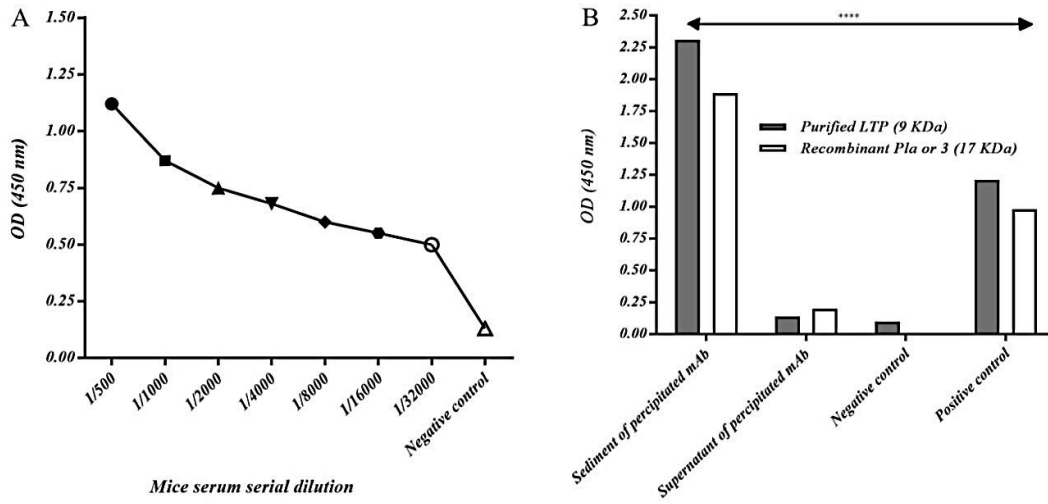 A
OD (450 nm)
1.50
1.25
1.00
0.75
0.50
0.25
0.00
1/500
1/1000
1/2000
1/4000
1/8000
1/16000
1/32000
Negative control
Mice serum serial dilution
B
OD (450 nm)
2.50
2.25
2.00
1.75
1.50
1.25
1.00
0.75
0.50
0.25
0.00
****
Purified LTP (9 KDa)
Recombinant Pla or 3 (17 KDa)
Sediment of percipitated mAb
Supernatant of percipitated mAb
Negative control
Positive control